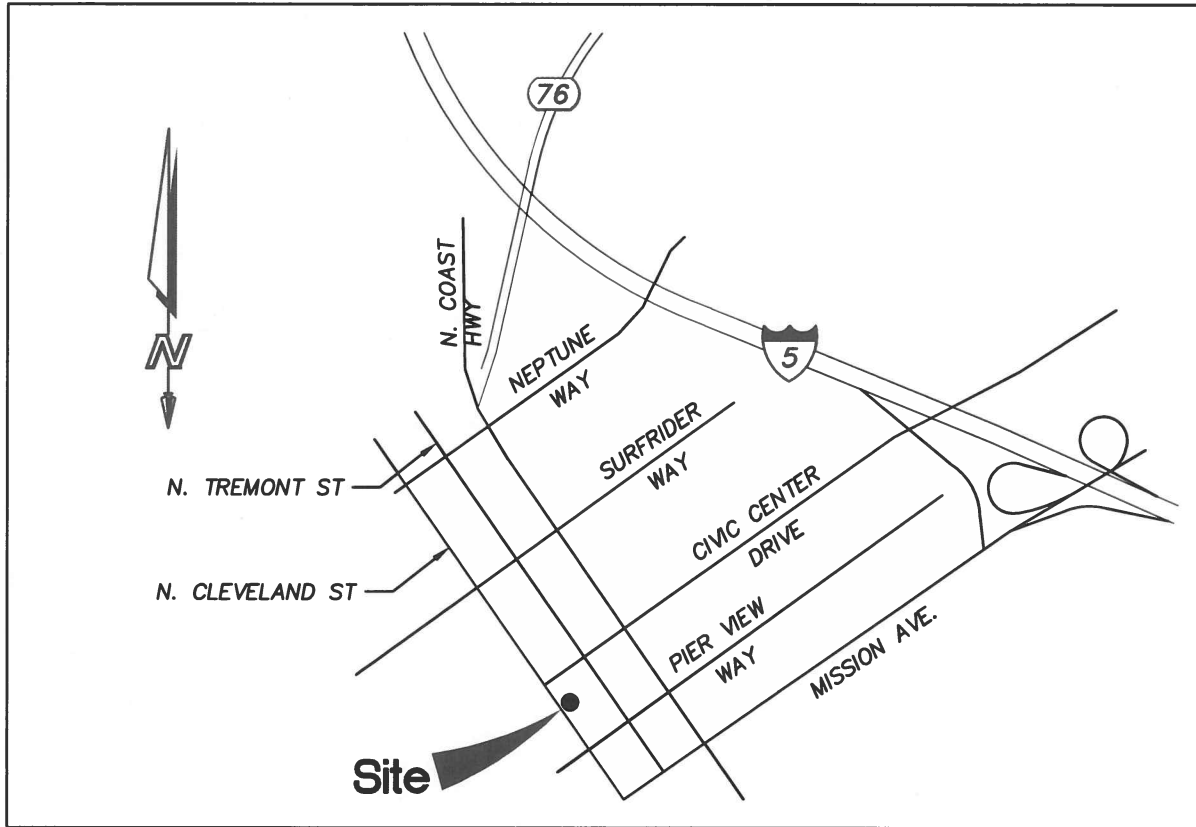 76
N. COAST
HWY
NEPTUNE
WAY
5
N
SURFRIDER
WAY
N. TREMONT ST
CIVIC CENTER
DRIVE
N. CLEVELAND ST
PIER VIEW
WAY
MISSION AVE.
Site